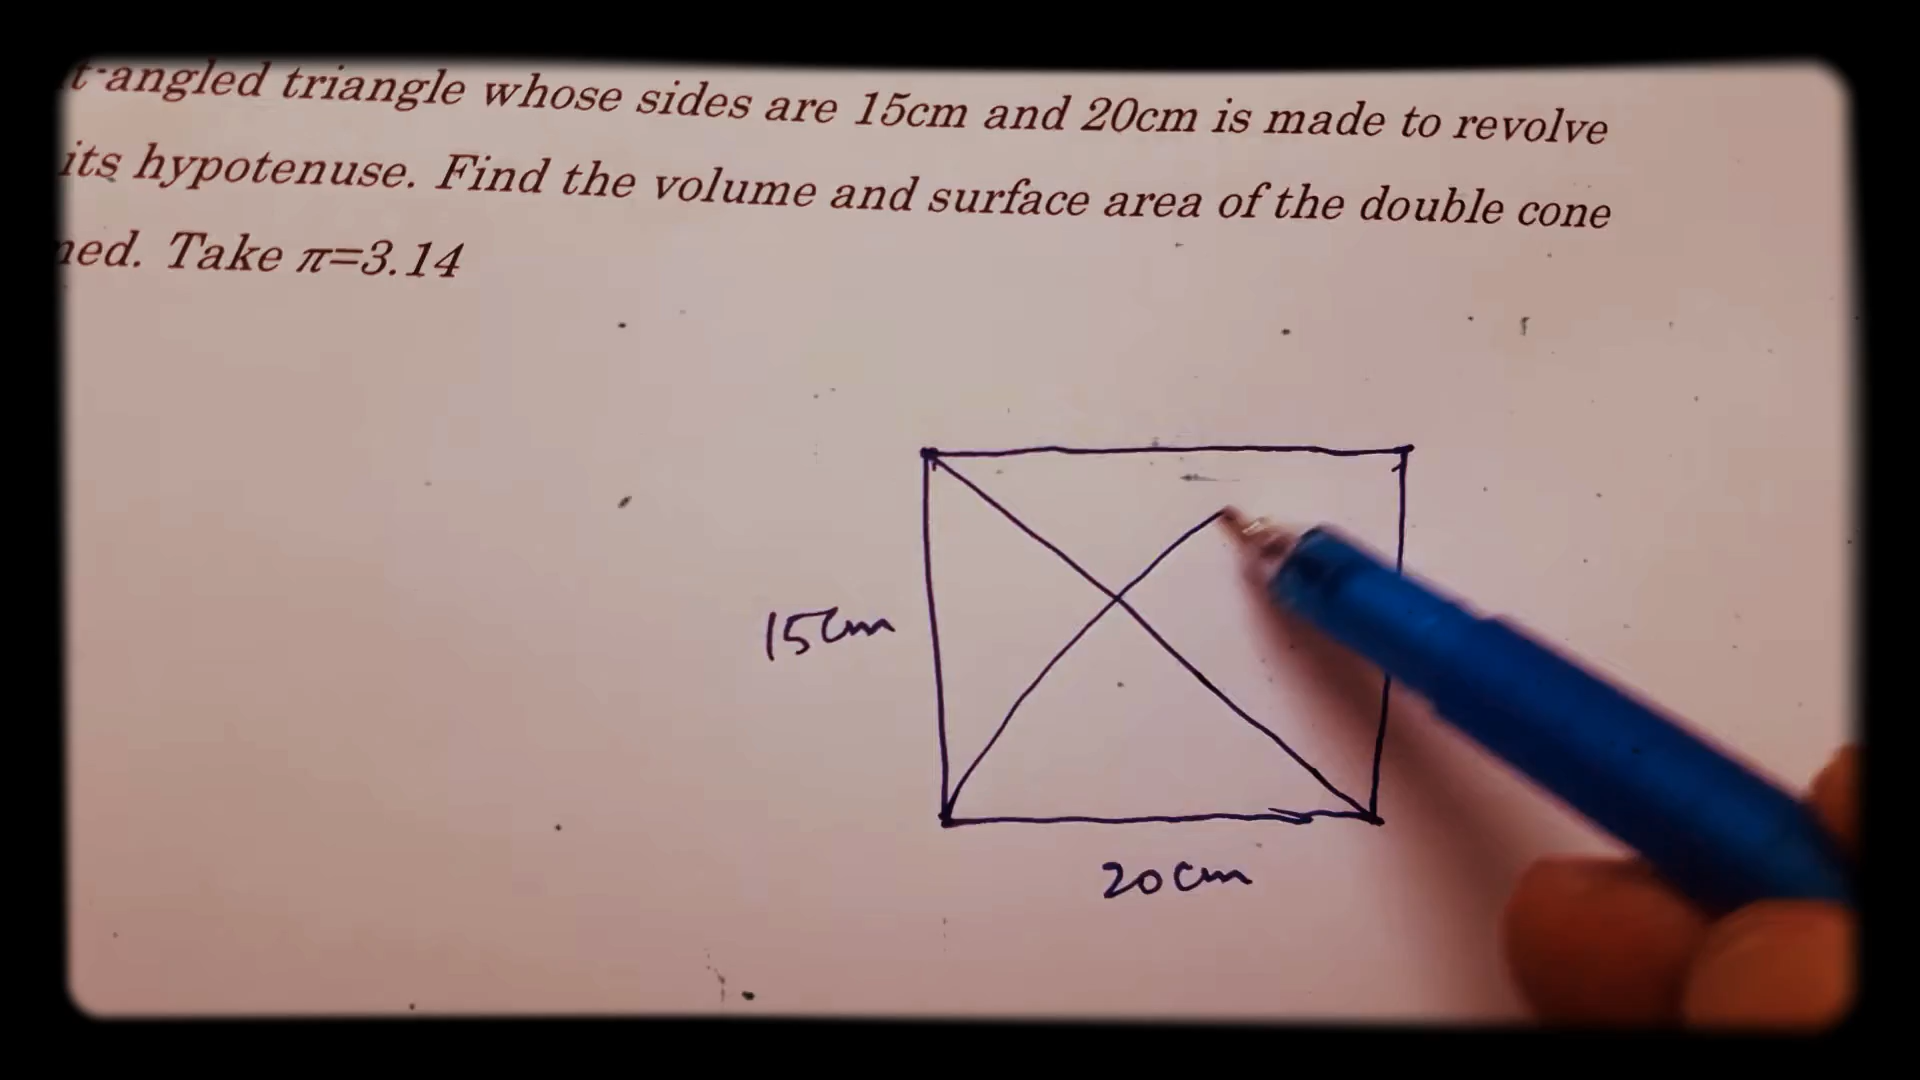 t-angled triangle whose sides are 15cm and 20cm is made to revolve
its hypotenuse. Find the volume and surface area of the double cone
ned. Take π=3.14
15cm
20cm